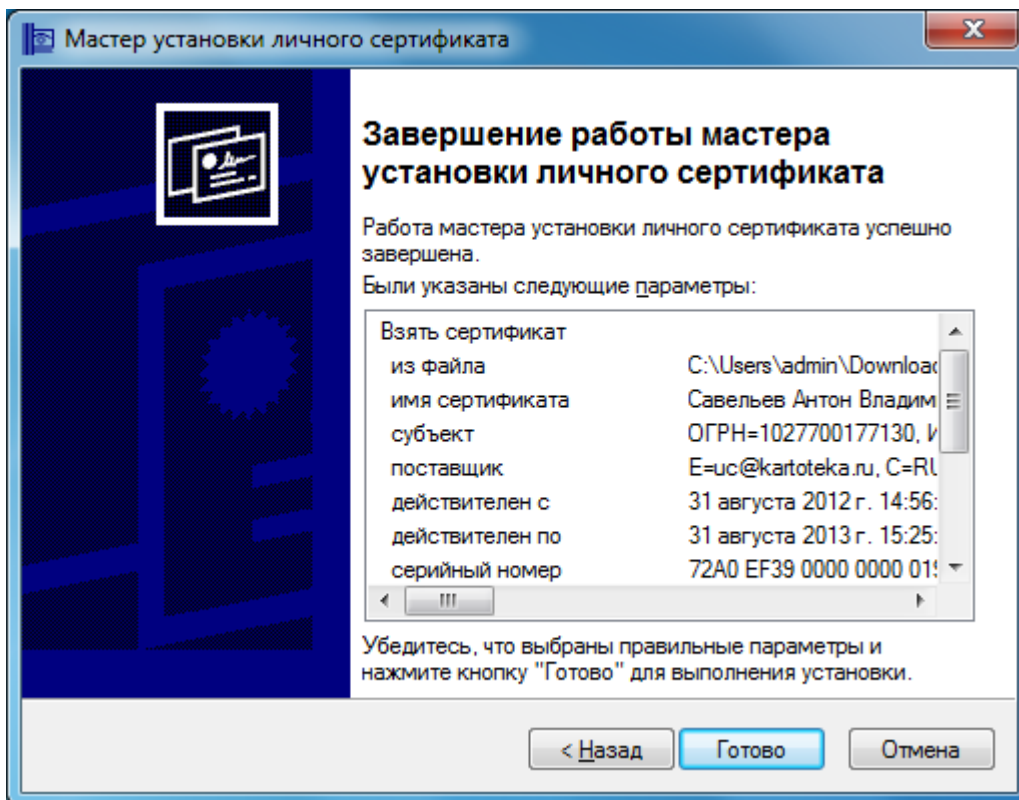 Мастер установки личного сертификата
Завершение работы мастера
установки личного сертификата
Работа мастера установки личного сертификата успешно
завершена.
Были указаны следующие параметры:
Взять сертификат
из файла C:\Users\admin\Download
имя сертификата Савельев Антон Владим
субъект ОГРН=1027700177130, И
поставщик E=uc@kartoteka.ru, C=RU
действителен с 31 августа 2012 г. 14:56:
действителен по 31 августа 2013 г. 15:25:
серийный номер 72A0 EF39 0000 0000 019
Убедитесь, что выбраны правильные параметры и
нажмите кнопку "Готово" для выполнения установки.
< Назад Готово Отмена